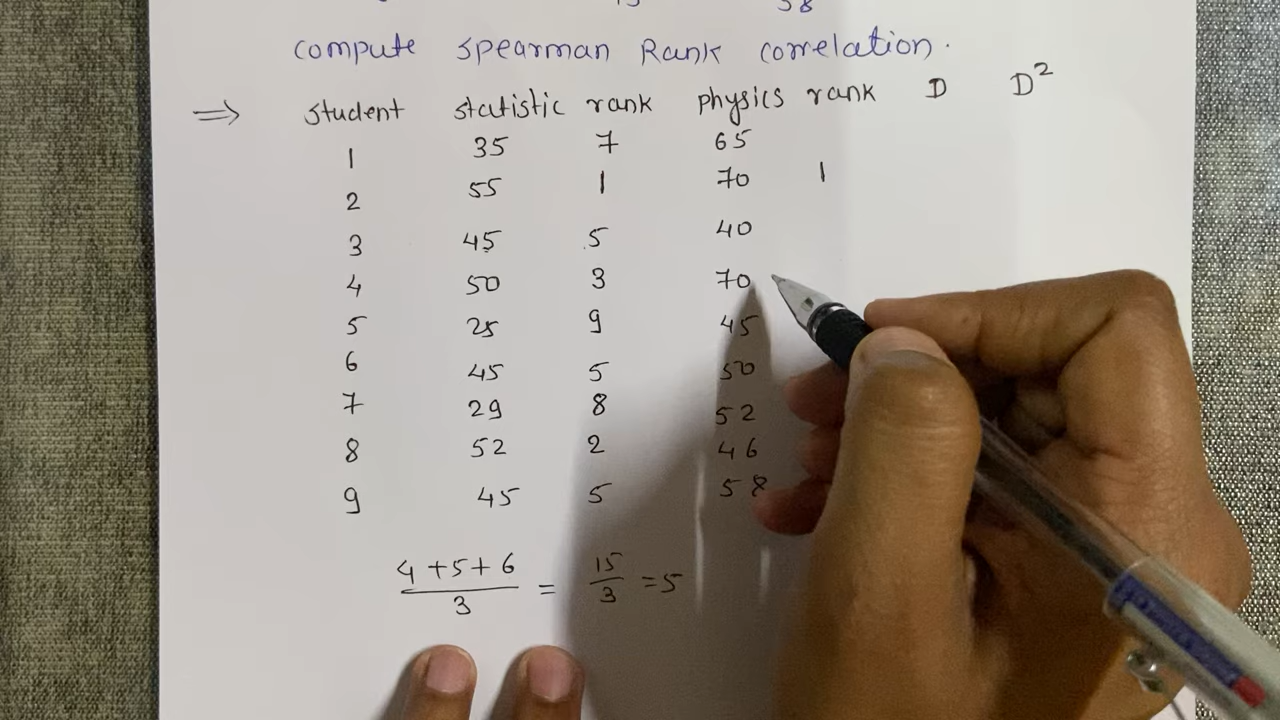 58
compute Spearman Rank correlation.
⇒ student statistic rank physics rank D D²
1 35 7 65
2 55 1 70 1
3 45 5 40
4 50 3 70
5 25 9 45
6 45 5 50
7 29 8 52
8 52 2 46
9 45 5 58
4+5+6/3 = 15/3 = 5